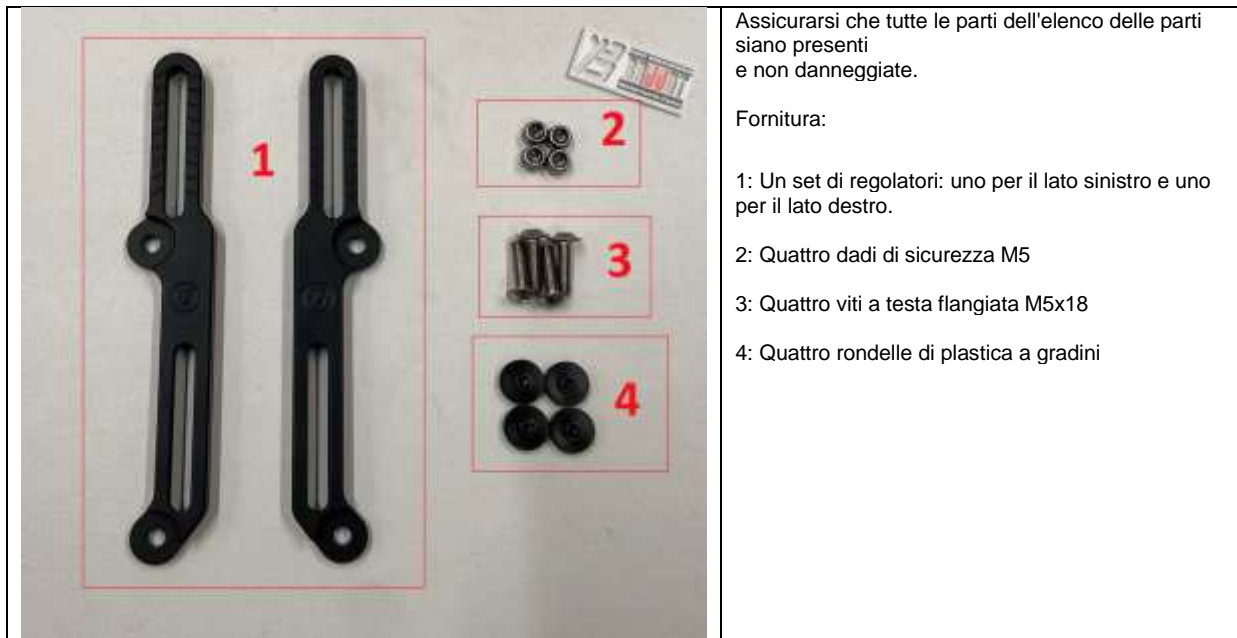 1
2
3
4
Assicurarsi che tutte le parti dell'elenco delle parti
siano presenti
e non danneggiate.
Fornitura:
1: Un set di regolatori: uno per il lato sinistro e uno
per il lato destro.
2: Quattro dadi di sicurezza M5
3: Quattro viti a testa flangiata M5x18
4: Quattro rondelle di plastica a gradini